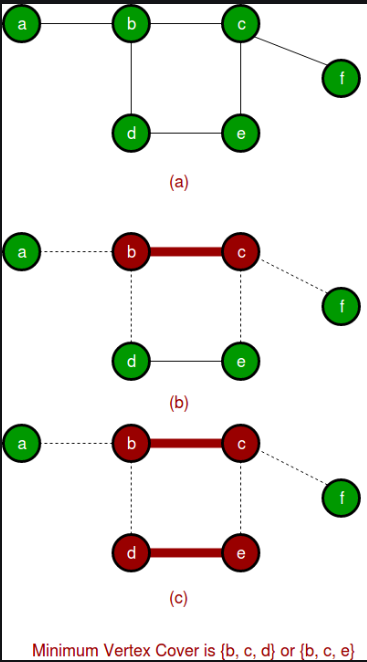 a b c
f
d e
(a)
a b c
f
d e
(b)
a b c
f
d e
(c)
Minimum Vertex Cover is {b, c, d} or {b, c, e}